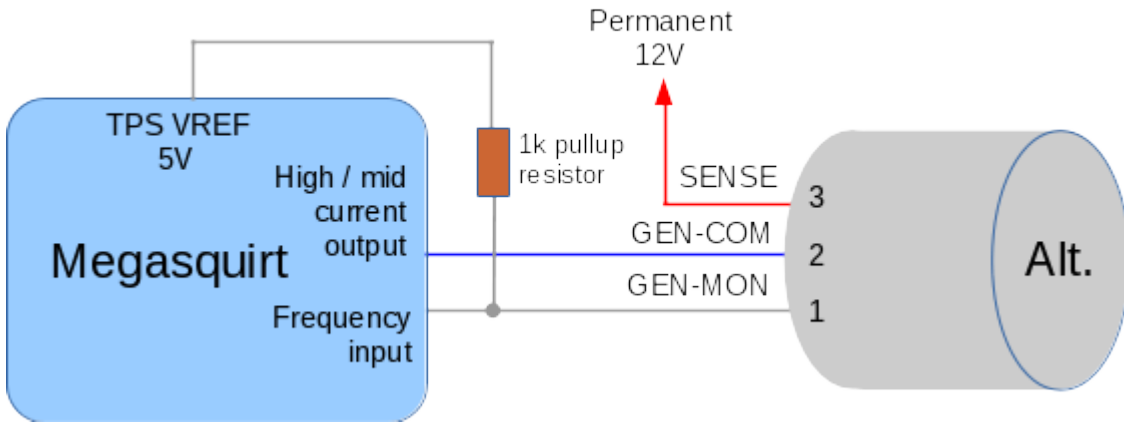 Permanent
12V
TPS VREF
5V
1k pullup
resistor
High / mid
current
output
SENSE
3
GEN-COM
2
Megasquirt
Alt.
GEN-MON
1
Frequency
input